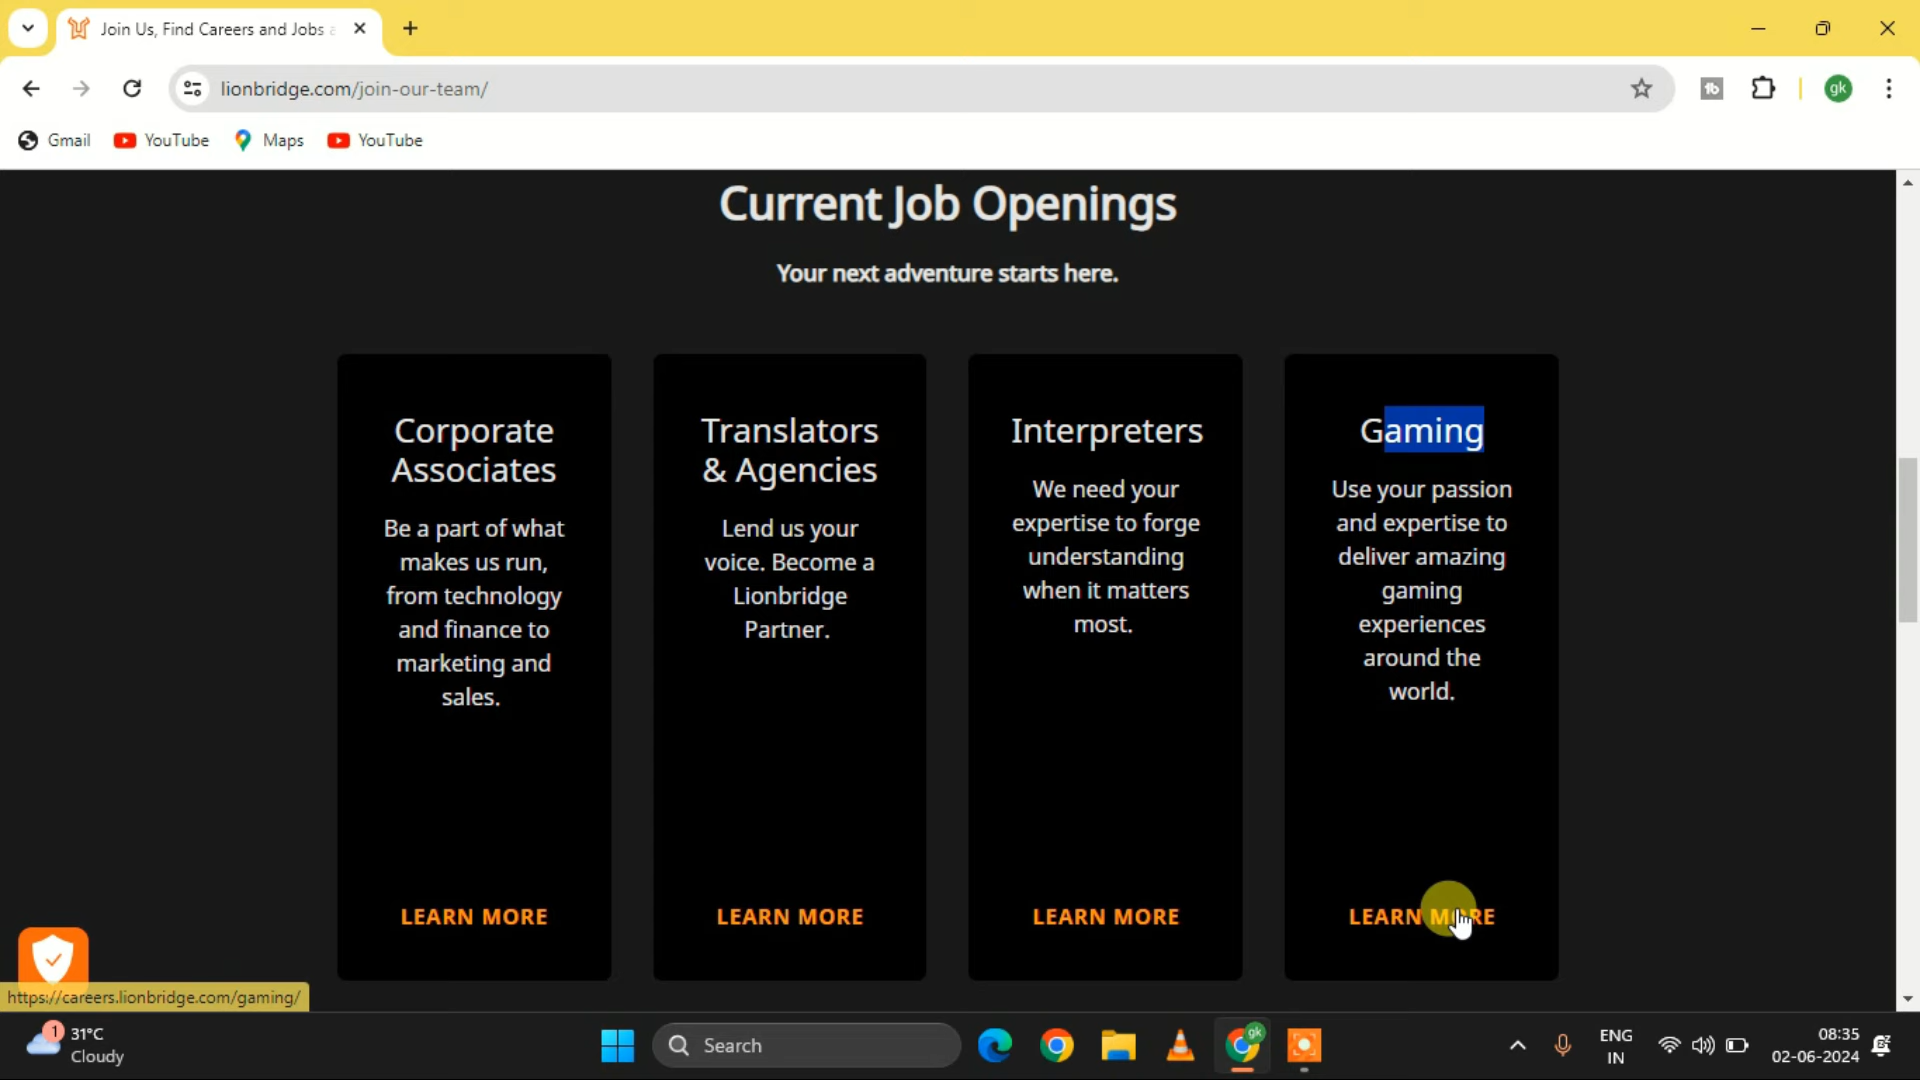 Join Us, Find Careers and Jobs a
lionbridge.com/join-our-team/
gk
Gmail
YouTube
Maps
YouTube
Current Job Openings
Your next adventure starts here.
Corporate
Associates
Be a part of what
makes us run,
from technology
and finance to
marketing and
sales.
LEARN MORE
Translators
& Agencies
Lend us your
voice. Become a
Lionbridge
Partner.
LEARN MORE
Interpreters
We need your
expertise to forge
understanding
when it matters
most.
LEARN MORE
Gaming
Use your passion
and expertise to
deliver amazing
gaming
experiences
around the
world.
LEARN MORE
https://careers.lionbridge.com/gaming/
1
31°C
Cloudy
Search
gk
ENG
IN
08:35
02-06-2024